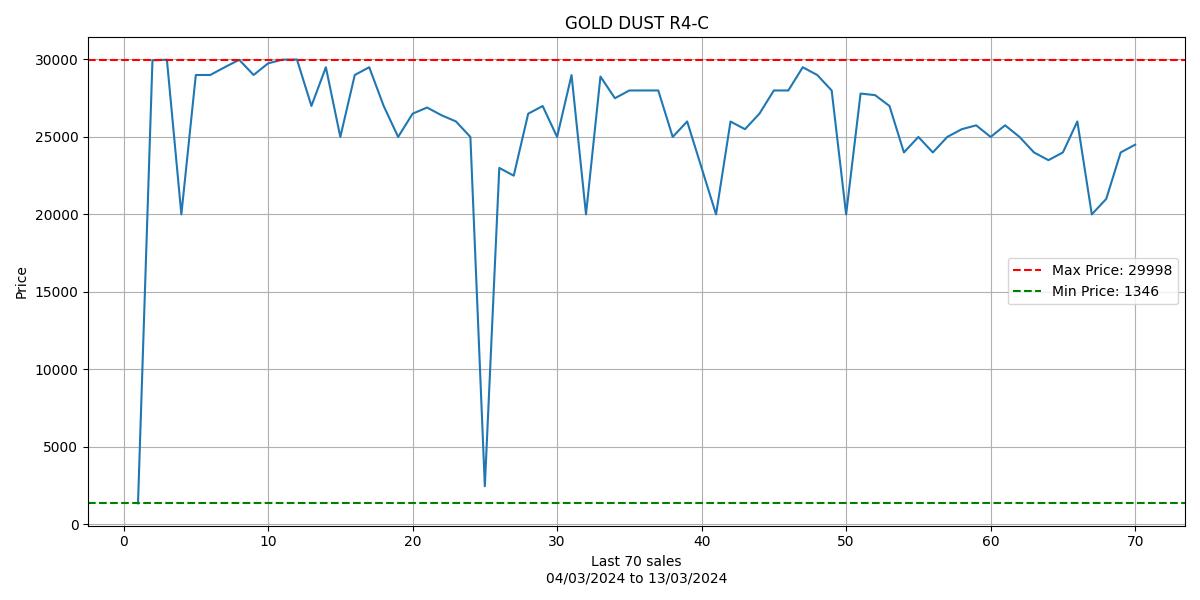 GOLD DUST R4-C
30000
25000
20000
15000
10000
5000
0
Price
Max Price: 29998
Min Price: 1346
0 10 20 30 40 50 60 70
Last 70 sales
04/03/2024 to 13/03/2024